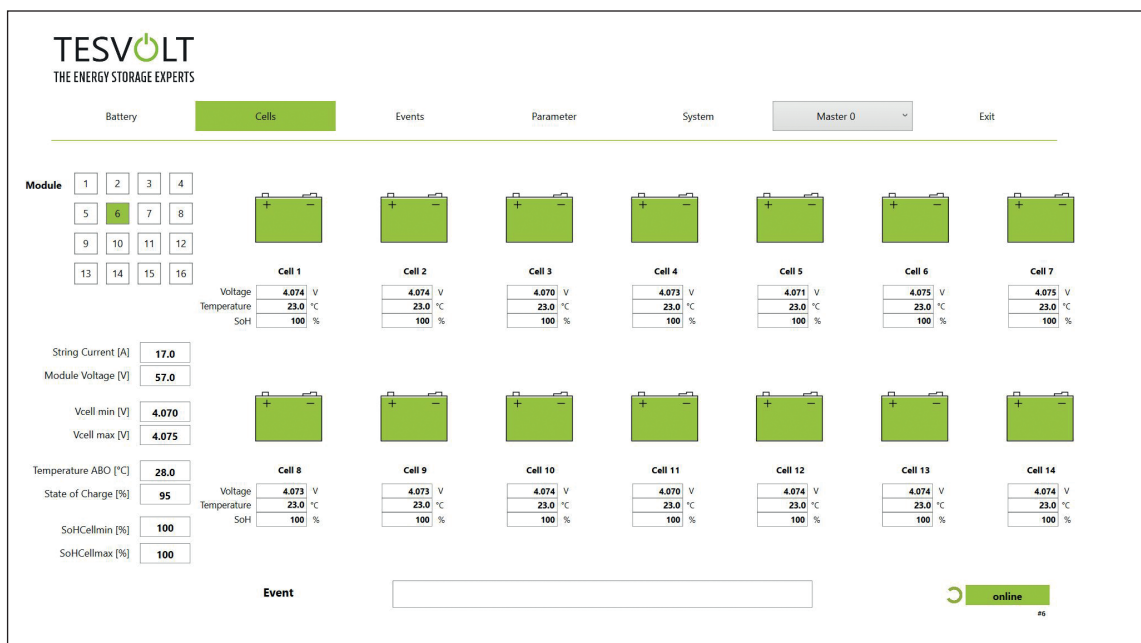 TESVOLT
THE ENERGY STORAGE EXPERTS
Battery Cells Events Parameter System Master 0 Exit
Module 1 2 3 4
5 6 7 8
9 10 11 12
13 14 15 16
+ − + − + − + − + − + − + −
Cell 1 Cell 2 Cell 3 Cell 4 Cell 5 Cell 6 Cell 7
Voltage 4.074 V 4.074 V 4.070 V 4.073 V 4.071 V 4.075 V 4.075 V
Temperature 23.0 °C 23.0 °C 23.0 °C 23.0 °C 23.0 °C 23.0 °C 23.0 °C
SoH 100 % 100 % 100 % 100 % 100 % 100 % 100 %
String Current [A] 17.0
Module Voltage [V] 57.0
Vcell min [V] 4.070
Vcell max [V] 4.075
+ − + − + − + − + − + − + −
Temperature ABO [°C] 28.0
State of Charge [%] 95
SoHCellmin [%] 100
SoHCellmax [%] 100
Cell 8 Cell 9 Cell 10 Cell 11 Cell 12 Cell 13 Cell 14
Voltage 4.073 V 4.073 V 4.074 V 4.070 V 4.074 V 4.074 V 4.074 V
Temperature 23.0 °C 23.0 °C 23.0 °C 23.0 °C 23.0 °C 23.0 °C 23.0 °C
SoH 100 % 100 % 100 % 100 % 100 % 100 % 100 %
Event
online
#6